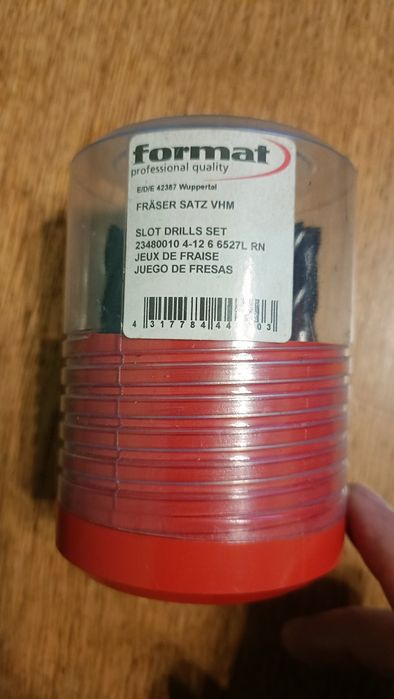 format
professional quality
E/D/E 42387 Wuppertal
FRÄSER SATZ VHM
SLOT DRILLS SET
23480010 4-12 6 6527L RN
JEUX DE FRAISE
JUEGO DE FRESAS